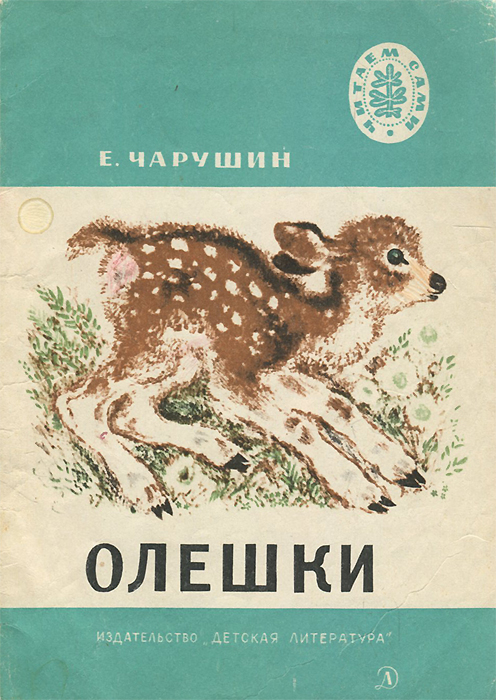 ЧИТАЕМ САМИ
Е. ЧАРУШИН
ОЛЕШКИ
ИЗДАТЕЛЬСТВО „ДЕТСКАЯ ЛИТЕРАТУРА"
Д